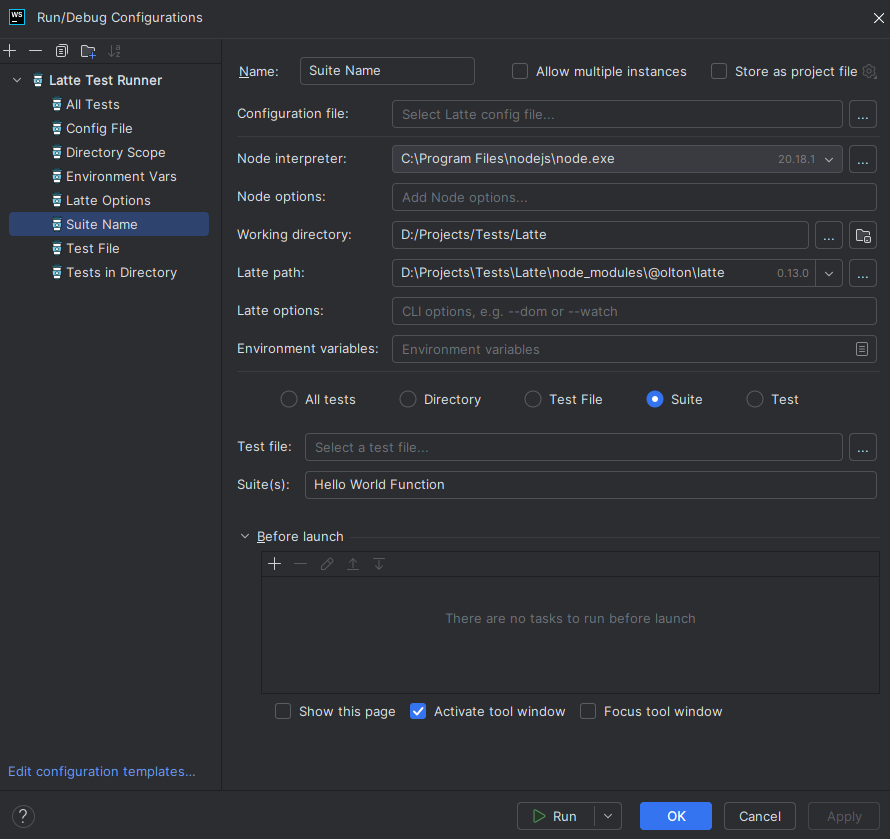 WS
Run/Debug Configurations
Latte Test Runner
All Tests
Config File
Directory Scope
Environment Vars
Latte Options
Suite Name
Test File
Tests in Directory
Edit configuration templates...
Name: Suite Name Allow multiple instances Store as project file
Configuration file: Select Latte config file... ...
Node interpreter: C:\Program Files\nodejs\node.exe 20.18.1 ...
Node options: Add Node options...
Working directory: D:/Projects/Tests/Latte ...
Latte path: D:\Projects\Tests\Latte\node_modules\@olton\latte 0.13.0 ...
Latte options: CLI options, e.g. --dom or --watch
Environment variables: Environment variables
All tests Directory Test File Suite Test
Test file: Select a test file... ...
Suite(s): Hello World Function
Before launch
There are no tasks to run before launch
Show this page Activate tool window Focus tool window
? Run OK Cancel Apply